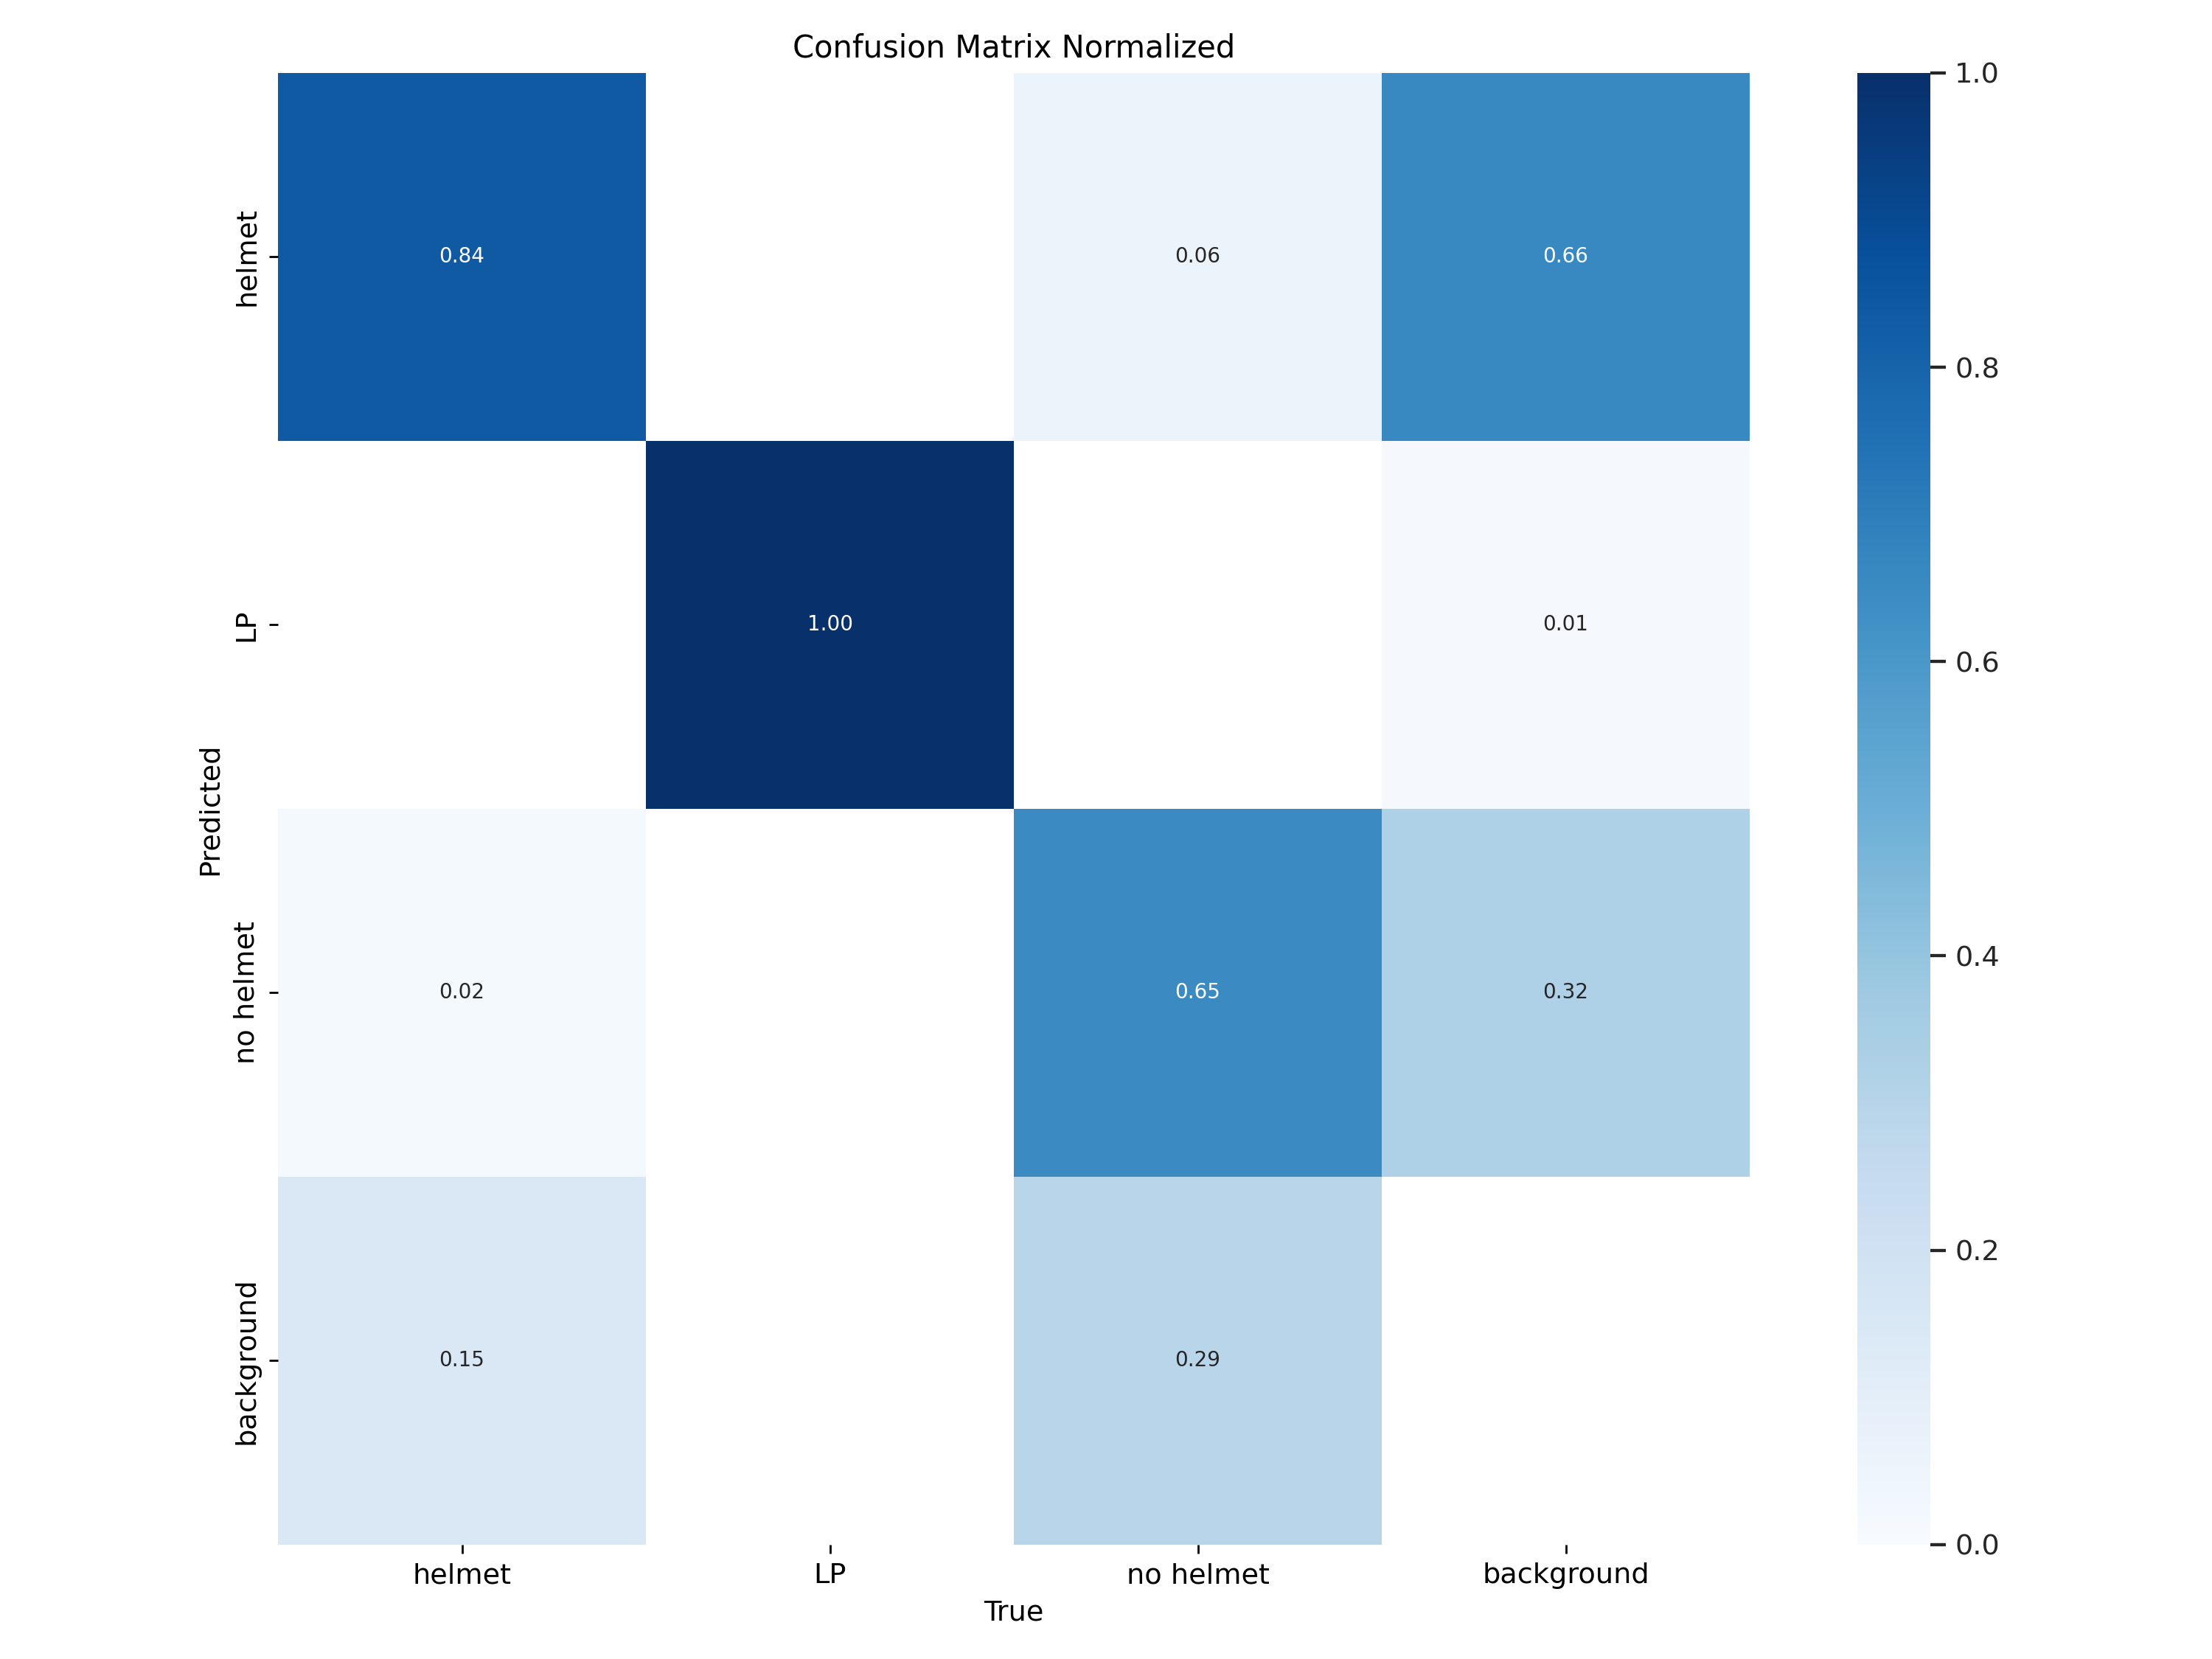 Confusion Matrix Normalized
helmet
0.84
0.06
0.66
LP
1.00
0.01
no helmet
0.02
0.65
0.32
background
0.15
0.29
helmet
LP
no helmet
background
True
Predicted
1.0
0.8
0.6
0.4
0.2
0.0